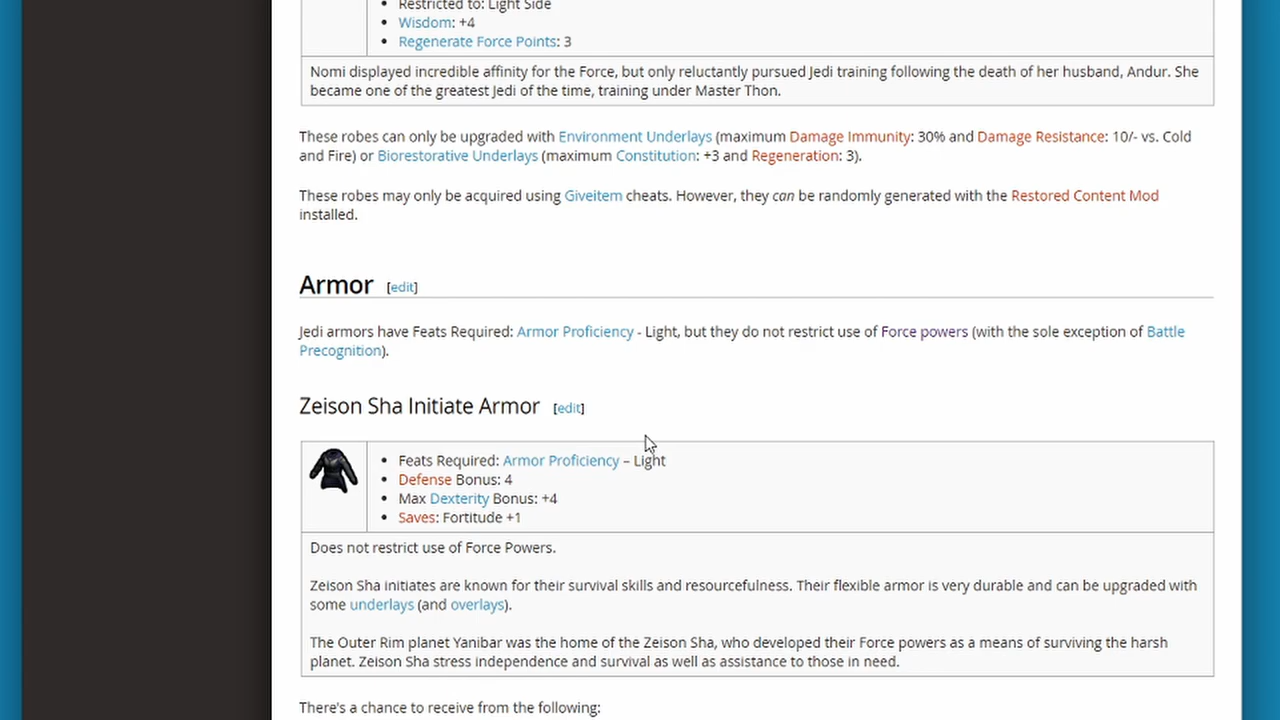 Restricted to: Light Side
Wisdom: +4
Regenerate Force Points: 3
Nomi displayed incredible affinity for the Force, but only reluctantly pursued Jedi training following the death of her husband, Andur. She
became one of the greatest Jedi of the time, training under Master Thon.
These robes can only be upgraded with Environment Underlays (maximum Damage Immunity: 30% and Damage Resistance: 10/- vs. Cold
and Fire) or Biorestorative Underlays (maximum Constitution: +3 and Regeneration: 3).
These robes may only be acquired using Giveitem cheats. However, they can be randomly generated with the Restored Content Mod
installed.
Armor [edit]
Jedi armors have Feats Required: Armor Proficiency - Light, but they do not restrict use of Force powers (with the sole exception of Battle
Precognition).
Zeison Sha Initiate Armor [edit]
Feats Required: Armor Proficiency – Light
Defense Bonus: 4
Max Dexterity Bonus: +4
Saves: Fortitude +1
Does not restrict use of Force Powers.
Zeison Sha initiates are known for their survival skills and resourcefulness. Their flexible armor is very durable and can be upgraded with
some underlays (and overlays).
The Outer Rim planet Yanibar was the home of the Zeison Sha, who developed their Force powers as a means of surviving the harsh
planet. Zeison Sha stress independence and survival as well as assistance to those in need.
There's a chance to receive from the following: